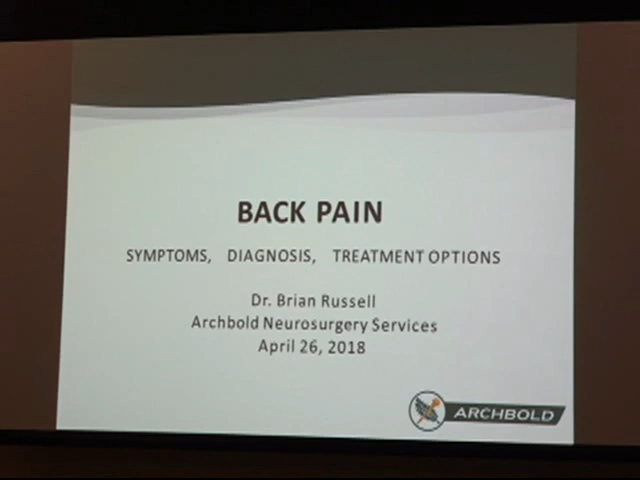 BACK PAIN
SYMPTOMS, DIAGNOSIS, TREATMENT OPTIONS
Dr. Brian Russell
Archbold Neurosurgery Services
April 26, 2018
ARCHBOLD